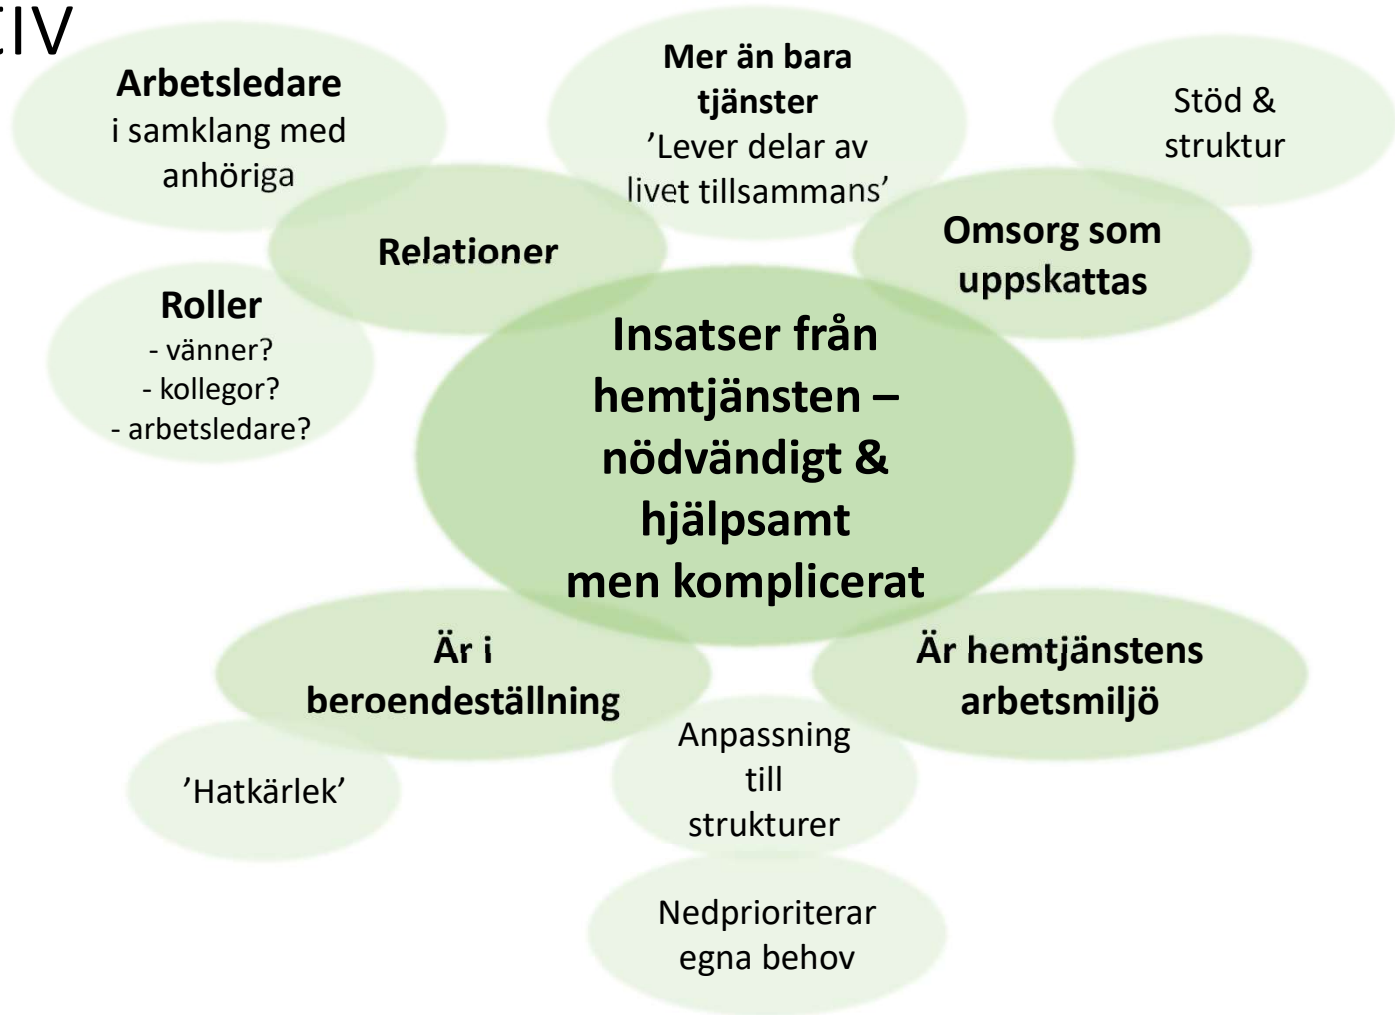 Arbetsledare
i samklang med
anhöriga
Mer än bara
tjänster
’Lever delar av
livet tillsammans’
Stöd &
struktur
Relationer
Omsorg som
uppskattas
Roller
- vänner?
- kollegor?
- arbetsledare?
Insatser från
hemtjänsten –
nödvändigt &
hjälpsamt
men komplicerat
Är i
beroendeställning
Är hemtjänstens
arbetsmiljö
’Hatkärlek’
Anpassning
till
strukturer
Nedprioriterar
egna behov